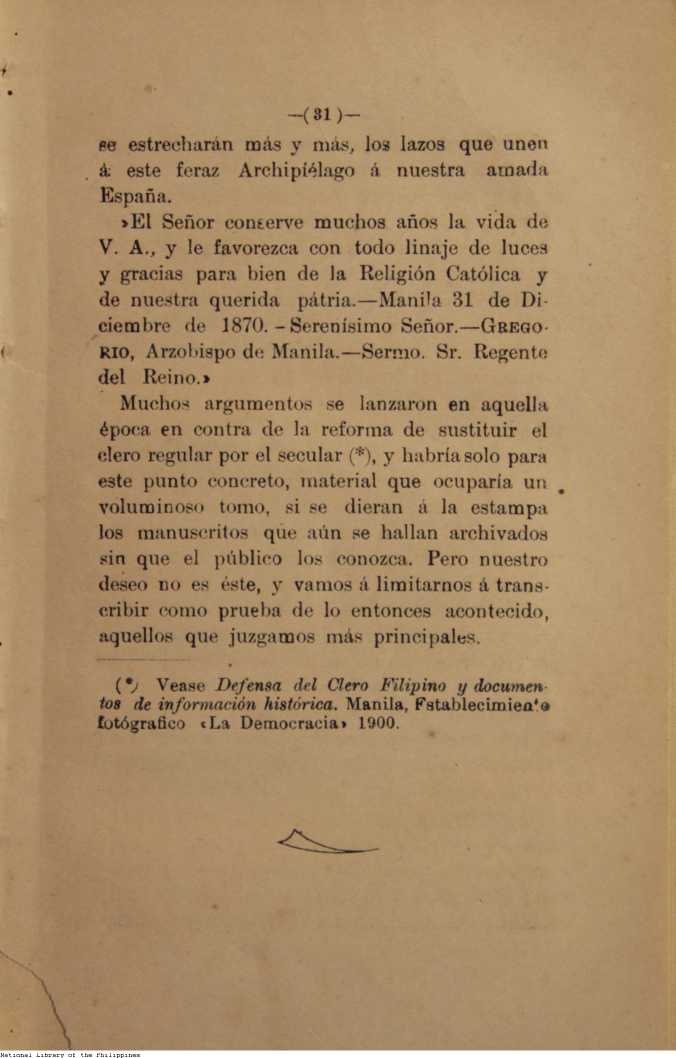 —( 31 )—
se estrecharán más y más, los lazos que unen
á este feraz Archipiélago á nuestra amada
España.
»El Señor conserve muchos años la vida de
V. A., y le favorezca con todo linaje de luces
y gracias para bien de la Religión Católica y
de nuestra querida pátria.—Manila 31 de Di-
ciembre de 1870. – Serenísimo Señor.—GREGO-
RIO, Arzobispo de Manila.—Sermo. Sr. Regente
del Reino.»
Muchos argumentos se lanzaron en aquella
época en contra de la reforma de sustituir el
clero regular por el secular (*), y habría solo para
este punto concreto, material que ocuparía un
voluminoso tomo, si se dieran á la estampa
los manuscritos que aún se hallan archivados
sin que el público los conozca. Pero nuestro
deseo no es éste, y vamos á limitarnos á trans-
cribir como prueba de lo entonces acontecido,
aquellos que juzgamos más principales.
(*) Vease Defensa del Clero Filipino y documen-
tos de información histórica. Manila, Establecimiento
fotógrafico «La Democracia» 1900.
National Library of the Philippines